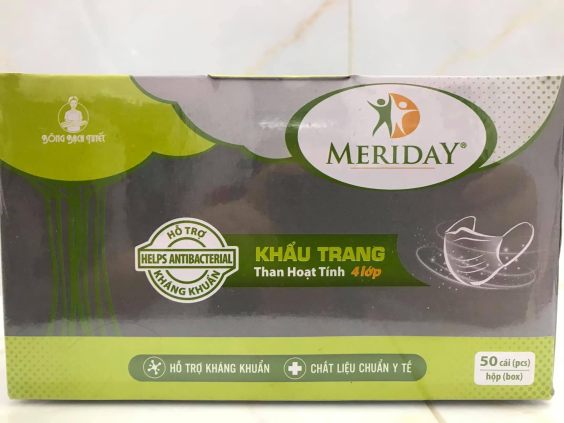 BÔNG BẠCH TUYẾT
MERIDAY®
HỖ TRỢ
HELPS ANTIBACTERIAL
KHÁNG KHUẨN
KHẨU TRANG
Than Hoạt Tính 4 lớp
HỖ TRỢ KHÁNG KHUẨN
CHẤT LIỆU CHUẨN Y TẾ
50 cái (pcs)
hộp (box)